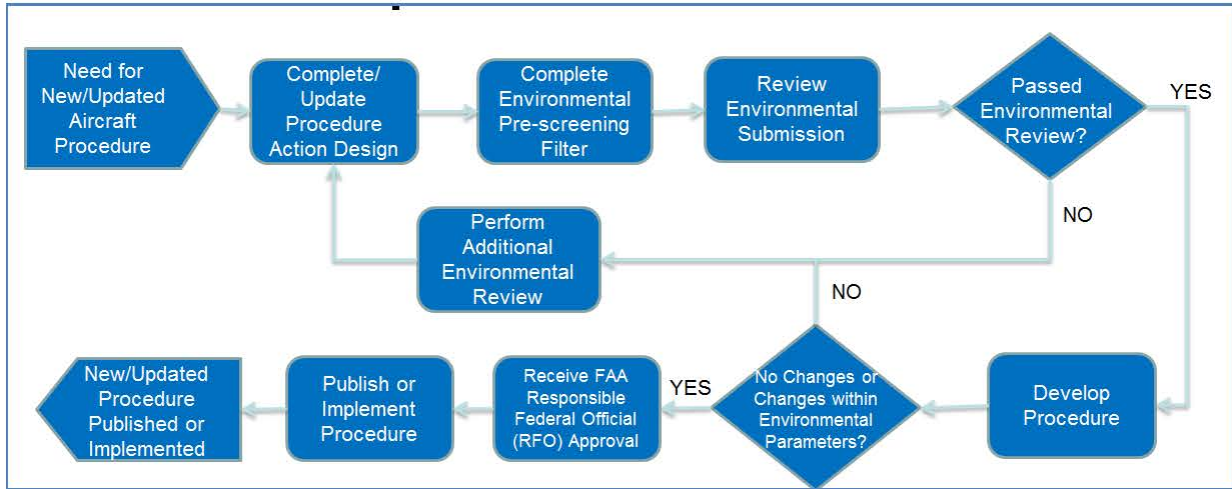 Need for
New/Updated
Aircraft
Procedure
Complete/
Update
Procedure
Action Design
Complete
Environmental
Pre-screening
Filter
Review
Environmental
Submission
Passed
Environmental
Review?
YES
NO
Perform
Additional
Environmental
Review
NO
New/Updated
Procedure
Published or
Implemented
Publish or
Implement
Procedure
Receive FAA
Responsible
Federal Official
(RFO) Approval
YES
No Changes or
Changes within
Environmental
Parameters?
Develop
Procedure